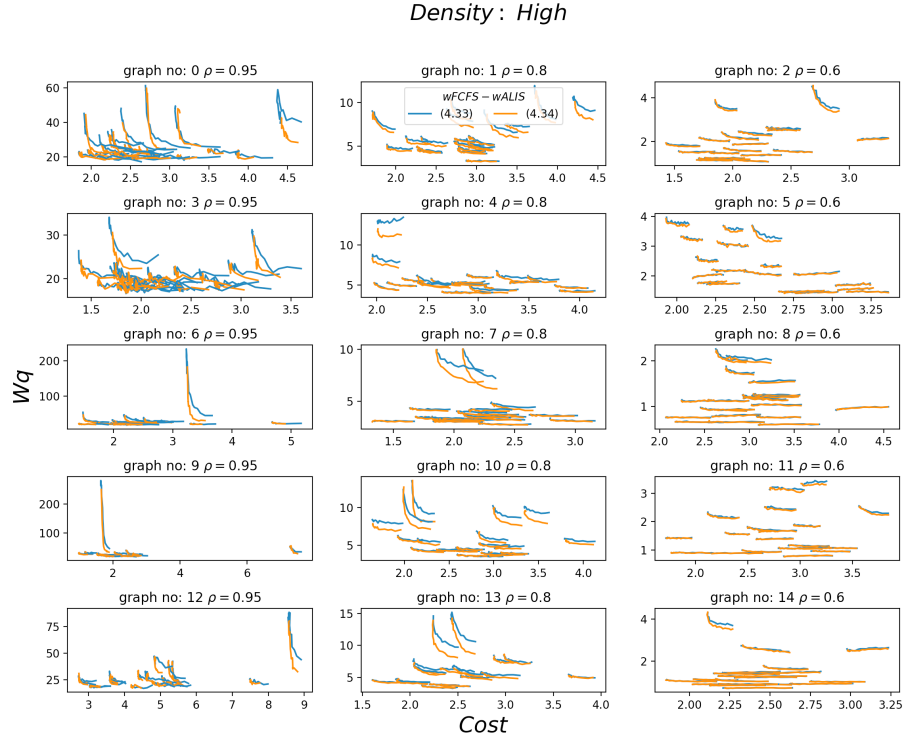 Density: High
graph no: 0 ρ = 0.95
graph no: 1 ρ = 0.8
graph no: 2 ρ = 0.6
60
40
20
2.0 2.5 3.0 3.5 4.0 4.5
10
5
2.0 2.5 3.0 3.5 4.0 4.5
wFCFS − wALIS
(4.33) (4.34)
4
2
1.5 2.0 2.5 3.0
graph no: 3 ρ = 0.95
graph no: 4 ρ = 0.8
graph no: 5 ρ = 0.6
30
20
1.5 2.0 2.5 3.0 3.5
10
5
2.0 2.5 3.0 3.5 4.0
4
3
2
2.00 2.25 2.50 2.75 3.00 3.25
graph no: 6 ρ = 0.95
graph no: 7 ρ = 0.8
graph no: 8 ρ = 0.6
Wq
200
100
2 3 4 5
10
5
1.5 2.0 2.5 3.0
2
1
2.0 2.5 3.0 3.5 4.0 4.5
graph no: 9 ρ = 0.95
graph no: 10 ρ = 0.8
graph no: 11 ρ = 0.6
200
100
2 4 6
10
5
2.0 2.5 3.0 3.5 4.0
3
2
1
2.0 2.5 3.0 3.5
graph no: 12 ρ = 0.95
graph no: 13 ρ = 0.8
graph no: 14 ρ = 0.6
75
50
25
3 4 5 6 7 8 9
15
10
5
1.5 2.0 2.5 3.0 3.5 4.0
4
2
2.00 2.25 2.50 2.75 3.00 3.25
Cost